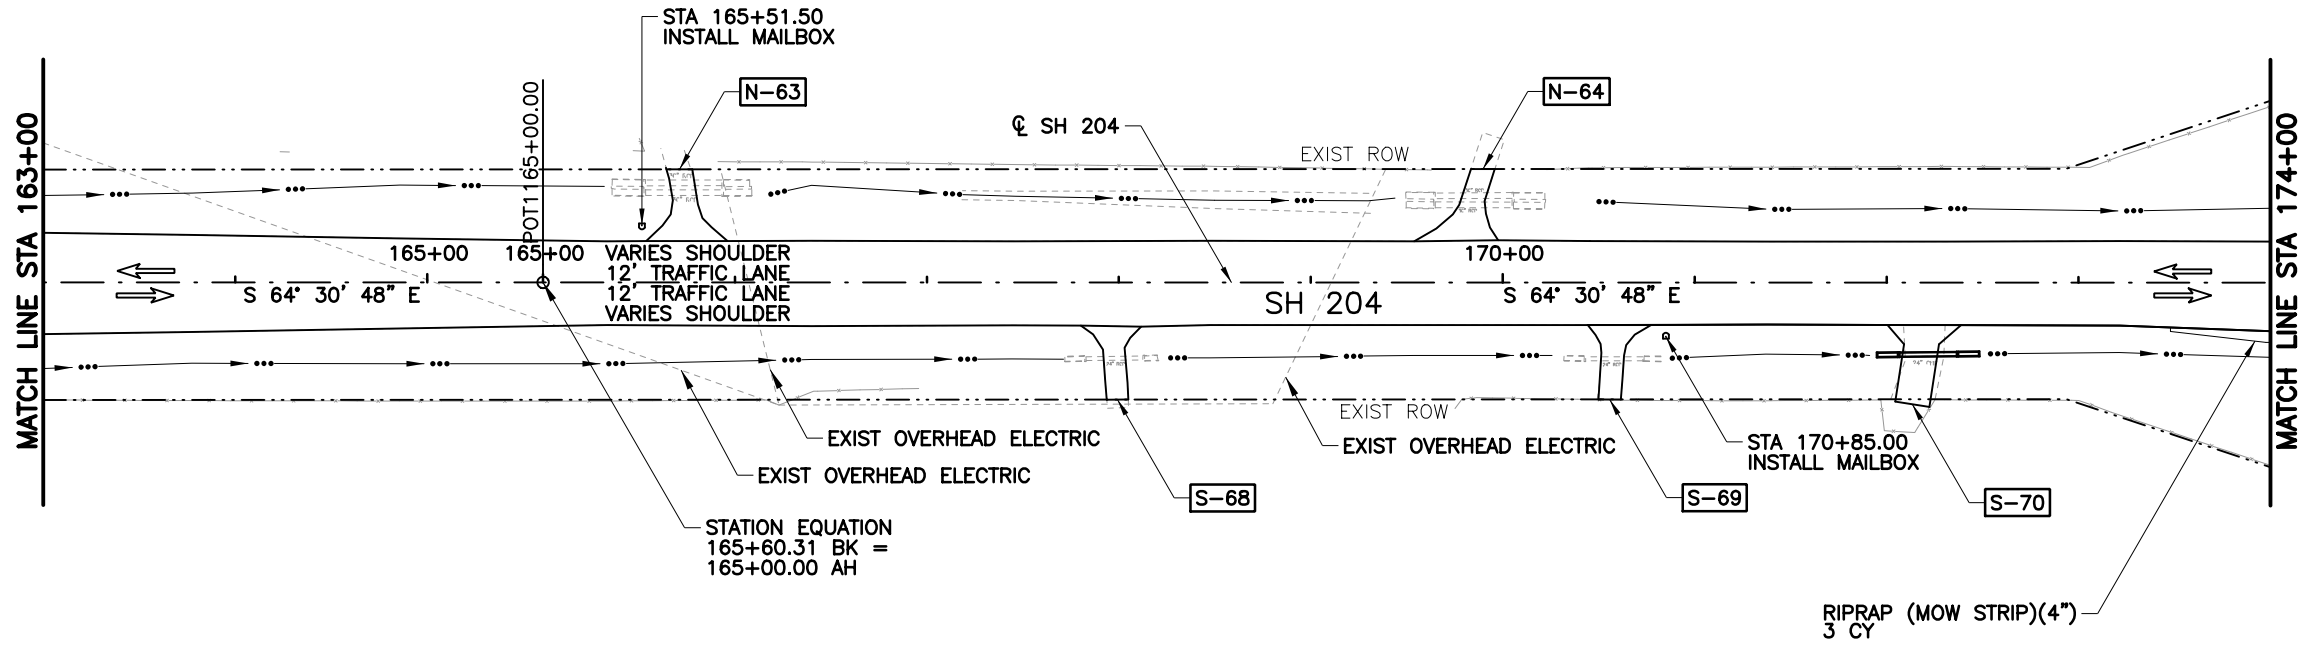 STA 165+51.50
INSTALL MAILBOX
N-63
N-64
POT1 165+00.00
℄ SH 204
EXIST ROW
MATCH LINE STA 163+00
MATCH LINE STA 174+00
165+00
165+00
170+00
VARIES SHOULDER
12' TRAFFIC LANE
12' TRAFFIC LANE
VARIES SHOULDER
S 64° 30' 48" E
SH 204
S 64° 30' 48" E
EXIST ROW
EXIST OVERHEAD ELECTRIC
EXIST OVERHEAD ELECTRIC
EXIST OVERHEAD ELECTRIC
STA 170+85.00
INSTALL MAILBOX
S-68
S-69
S-70
STATION EQUATION
165+60.31 BK =
165+00.00 AH
RIPRAP (MOW STRIP)(4")
3 CY